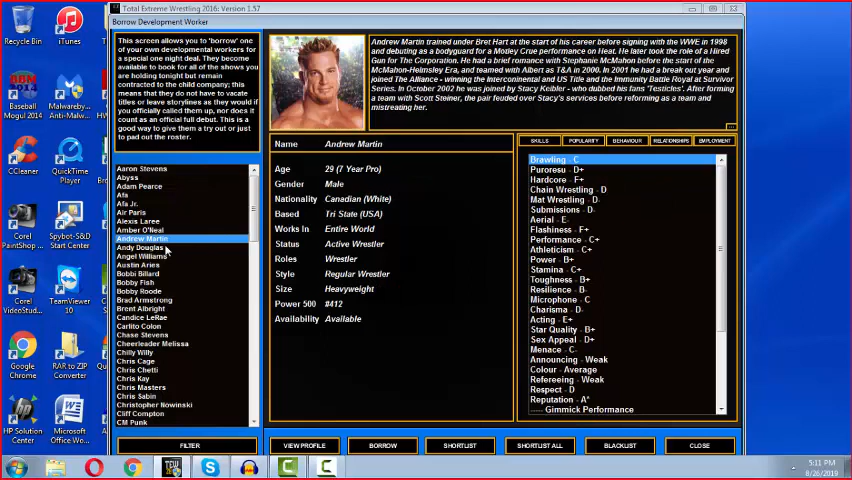 Total Extreme Wrestling 2016: Version 1.57
Borrow Development Worker
Recycle Bin
iTunes
Baseball Mogul 2014
Malwareby... Anti-Malw...
CCleaner
QuickTime Player
Corel PaintShop ...
Spybot-S&D Start Center
Corel VideoStud...
TeamViewer 10
Google Chrome
RAR to ZIP Converter
HP Solution Center
Microsoft Office Wo...
This screen allows you to 'borrow' one
of your own developmental workers for
a special one night deal. They become
available to book for all of the shows you
are holding tonight but remain
contracted to the child company; this
means that they do not have to vacate
titles or leave storylines as they would
if you officially called them up, nor does it
count as an official full debut. This is a
good way to give them a try out or just
to pad out the roster.
Andrew Martin trained under Bret Hart at the start of his career before signing with the WWE in 1998
and debuting as a bodyguard for a Motley Crue performance on Heat. He later took the role of a Hired
Gun for The Corporation. He had a brief romance with Stephanie McMahon before the start of the
McMahon-Helmsley Era, and teamed with Albert as T&A in 2000. In 2001 he had a break out year and
joined The Alliance - winning the Intercontinental and US Title and the Immunity Battle Royal at Survivor
Series. In October 2002 he was joined by Stacy Keibler - who dubbed his fans 'Testicles'. After forming
a team with Scott Steiner, the pair feuded over Stacy's services before reforming as a team and
mistreating her.
Aaron Stevens
Abyss
Adam Pearce
Afa
Afa Jr.
Air Paris
Alexis Laree
Amber O'Neal
Andrew Martin
Andy Douglas
Angel Williams
Austin Aries
Bobbi Billard
Bobby Fish
Bobby Roode
Brad Armstrong
Brent Albright
Candice LeRae
Carlito Colon
Chase Stevens
Cheerleader Melissa
Chilly Willy
Chris Cage
Chris Chetti
Chris Kay
Chris Masters
Chris Sabin
Christopher Nowinski
Cliff Compton
CM Punk
Name Andrew Martin
Age 29 (7 Year Pro)
Gender Male
Nationality Canadian (White)
Based Tri State (USA)
Works In Entire World
Status Active Wrestler
Roles Wrestler
Style Regular Wrestler
Size Heavyweight
Power 500 #412
Availability Available
SKILLS POPULARITY BEHAVIOUR RELATIONSHIPS EMPLOYMENT
Brawling - C
Puroresu - D+
Hardcore - F+
Chain Wrestling - D
Mat Wrestling - D
Submissions - D
Aerial - E
Flashiness - F+
Performance - C+
Athleticism - C+
Power - B+
Stamina - C+
Toughness - B+
Resilience - B
Microphone - C
Charisma - D
Acting - E+
Star Quality - B+
Sex Appeal - D+
Menace - C
Announcing - Weak
Colour - Average
Refereeing - Weak
Respect - D
Reputation - A*
---- Gimmick Performance
FILTER
VIEW PROFILE BORROW SHORTLIST SHORTLIST ALL BLACKLIST CLOSE
5:11 PM
8/26/2019